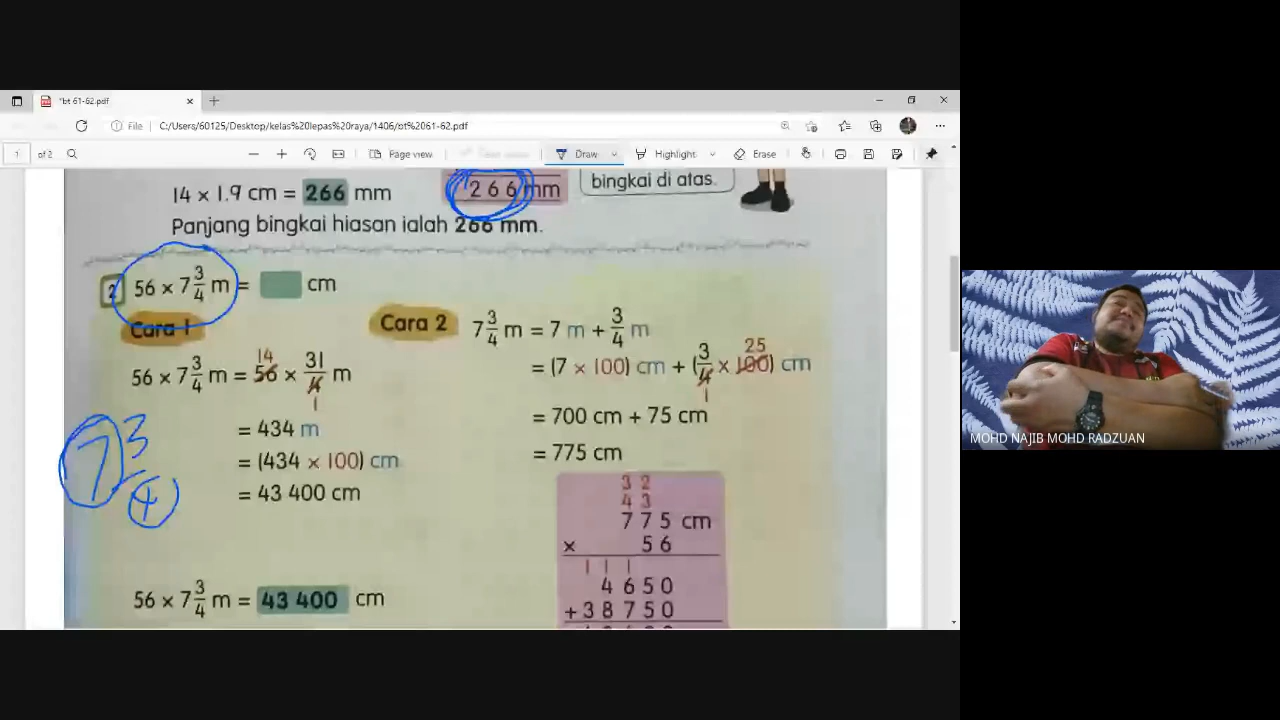 *bt 61-62.pdf
File C:/Users/60125/Desktop/kelas%20lepas%20raya/1406/bt%2061-62.pdf
1 of 2 Page view Draw Highlight Erase
14 × 1.9 cm = 266 mm
266 mm
bingkai di atas.
Panjang bingkai hiasan ialah 266 mm.
2 56 × 7 3/4 m = cm
Cara 1
56 × 7 3/4 m = 56 × 31/4 m
14
1
= 434 m
= (434 × 100) cm
= 43 400 cm
7 3/4
56 × 7 3/4 m = 43 400 cm
Cara 2
7 3/4 m = 7 m + 3/4 m
= (7 × 100) cm + (3/4 × 100) cm
25
1
= 700 cm + 75 cm
= 775 cm
3 2
4 3
7 7 5 cm
× 5 6
1 1 1
4 6 5 0
+ 3 8 7 5 0
MOHD NAJIB MOHD RADZUAN